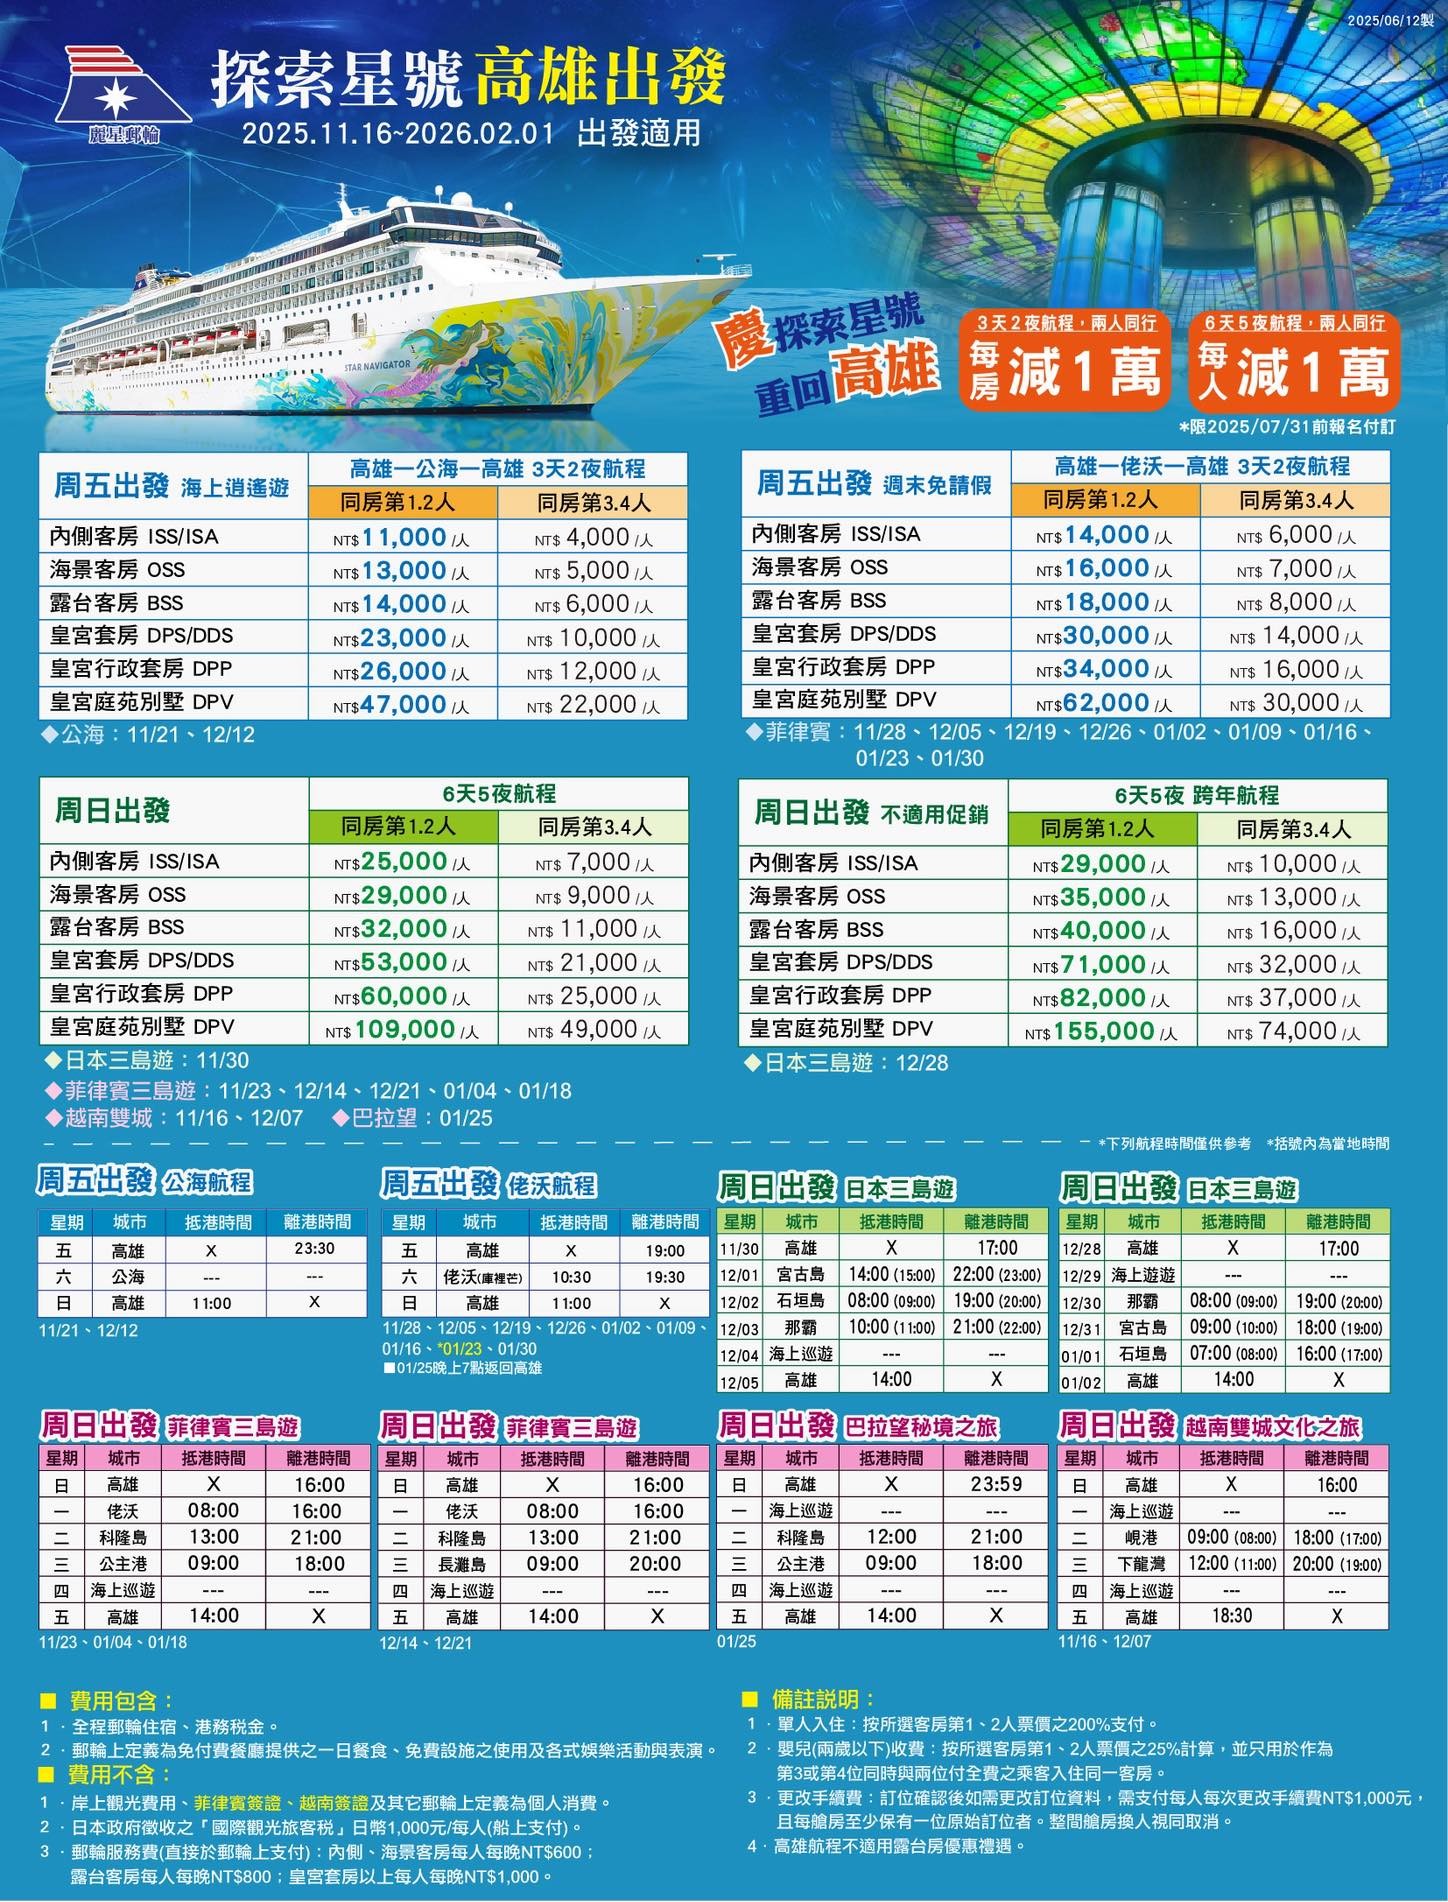 2025/06/12製
麗星郵輪
探索星號 高雄出發
2025.11.16~2026.02.01 出發適用
STAR NAVIGATOR
慶 探索星號
重回 高雄
3天2夜航程，兩人同行
每房 減1萬
6天5夜航程，兩人同行
每人 減1萬
*限2025/07/31前報名付訂
周五出發 海上逍遙遊 高雄—公海—高雄 3天2夜航程
同房第1.2人 同房第3.4人
內側客房 ISS/ISA NT$11,000/人 NT$ 4,000/人
海景客房 OSS NT$13,000/人 NT$ 5,000/人
露台客房 BSS NT$14,000/人 NT$ 6,000/人
皇宮套房 DPS/DDS NT$23,000/人 NT$ 10,000/人
皇宮行政套房 DPP NT$26,000/人 NT$ 12,000/人
皇宮庭苑別墅 DPV NT$47,000/人 NT$ 22,000/人
◆公海：11/21、12/12
周五出發 週末免請假 高雄—佬沃—高雄 3天2夜航程
同房第1.2人 同房第3.4人
內側客房 ISS/ISA NT$14,000/人 NT$ 6,000/人
海景客房 OSS NT$16,000/人 NT$ 7,000/人
露台客房 BSS NT$18,000/人 NT$ 8,000/人
皇宮套房 DPS/DDS NT$30,000/人 NT$ 14,000/人
皇宮行政套房 DPP NT$34,000/人 NT$ 16,000/人
皇宮庭苑別墅 DPV NT$62,000/人 NT$ 30,000/人
◆菲律賓：11/28、12/05、12/19、12/26、01/02、01/09、01/16、
01/23、01/30
周日出發 6天5夜航程
同房第1.2人 同房第3.4人
內側客房 ISS/ISA NT$25,000/人 NT$ 7,000/人
海景客房 OSS NT$29,000/人 NT$ 9,000/人
露台客房 BSS NT$32,000/人 NT$ 11,000/人
皇宮套房 DPS/DDS NT$53,000/人 NT$ 21,000/人
皇宮行政套房 DPP NT$60,000/人 NT$ 25,000/人
皇宮庭苑別墅 DPV NT$109,000/人 NT$ 49,000/人
◆日本三島遊：11/30
◆菲律賓三島遊：11/23、12/14、12/21、01/04、01/18
◆越南雙城：11/16、12/07 ◆巴拉望：01/25
周日出發 不適用促銷 6天5夜 跨年航程
同房第1.2人 同房第3.4人
內側客房 ISS/ISA NT$29,000/人 NT$ 10,000/人
海景客房 OSS NT$35,000/人 NT$ 13,000/人
露台客房 BSS NT$40,000/人 NT$ 16,000/人
皇宮套房 DPS/DDS NT$71,000/人 NT$ 32,000/人
皇宮行政套房 DPP NT$82,000/人 NT$ 37,000/人
皇宮庭苑別墅 DPV NT$155,000/人 NT$ 74,000/人
◆日本三島遊：12/28
*下列航程時間僅供參考 *括號內為當地時間
周五出發 公海航程
星期 城市 抵港時間 離港時間
五 高雄 X 23:30
六 公海 --- ---
日 高雄 11:00 X
11/21、12/12
周五出發 佬沃航程
星期 城市 抵港時間 離港時間
五 高雄 X 19:00
六 佬沃(庫裡芒) 10:30 19:30
日 高雄 11:00 X
11/28、12/05、12/19、12/26、01/02、01/09、
01/16、*01/23、01/30
■01/25晚上7點返回高雄
周日出發 日本三島遊
星期 城市 抵港時間 離港時間
11/30 高雄 X 17:00
12/01 宮古島 14:00 (15:00) 22:00 (23:00)
12/02 石垣島 08:00 (09:00) 19:00 (20:00)
12/03 那霸 10:00 (11:00) 21:00 (22:00)
12/04 海上巡遊 --- ---
12/05 高雄 14:00 X
周日出發 日本三島遊
星期 城市 抵港時間 離港時間
12/28 高雄 X 17:00
12/29 海上遊遊 --- ---
12/30 那霸 08:00 (09:00) 19:00 (20:00)
12/31 宮古島 09:00 (10:00) 18:00 (19:00)
01/01 石垣島 07:00 (08:00) 16:00 (17:00)
01/02 高雄 14:00 X
周日出發 菲律賓三島遊
星期 城市 抵港時間 離港時間
日 高雄 X 16:00
一 佬沃 08:00 16:00
二 科隆島 13:00 21:00
三 公主港 09:00 18:00
四 海上巡遊 --- ---
五 高雄 14:00 X
11/23、01/04、01/18
周日出發 菲律賓三島遊
星期 城市 抵港時間 離港時間
日 高雄 X 16:00
一 佬沃 08:00 16:00
二 科隆島 13:00 21:00
三 長灘島 09:00 20:00
四 海上巡遊 --- ---
五 高雄 14:00 X
12/14、12/21
周日出發 巴拉望秘境之旅
星期 城市 抵港時間 離港時間
日 高雄 X 23:59
一 海上巡遊 --- ---
二 科隆島 12:00 21:00
三 公主港 09:00 18:00
四 海上巡遊 --- ---
五 高雄 14:00 X
01/25
周日出發 越南雙城文化之旅
星期 城市 抵港時間 離港時間
日 高雄 X 16:00
一 海上巡遊 --- ---
二 峴港 09:00 (08:00) 18:00 (17:00)
三 下龍灣 12:00 (11:00) 20:00 (19:00)
四 海上巡遊 --- ---
五 高雄 18:30 X
11/16、12/07
■ 費用包含：
1．全程郵輪住宿、港務税金。
2．郵輪上定義為免付費餐廳提供之一日餐食、免費設施之使用及各式娛樂活動與表演。
■ 費用不含：
1．岸上觀光費用、菲律賓簽證、越南簽證及其它郵輪上定義為個人消費。
2．日本政府徵收之「國際觀光旅客税」日幣1,000元/每人(船上支付)。
3．郵輪服務費(直接於郵輪上支付)：內側、海景客房每人每晚NT$600；
露台客房每人每晚NT$800；皇宮套房以上每人每晚NT$1,000。
■ 備註説明：
1．單人入住：按所選客房第1、2人票價之200%支付。
2．嬰兒(兩歲以下)收費：按所選客房第1、2人票價之25%計算，並只用於作為
第3或第4位同時與兩位付全費之乘客入住同一客房。
3．更改手續費：訂位確認後如需更改訂位資料，需支付每人每次更改手續費NT$1,000元，
且每艙房至少保有一位原始訂位者。整間艙房換人視同取消。
4．高雄航程不適用露台房優惠禮遇。